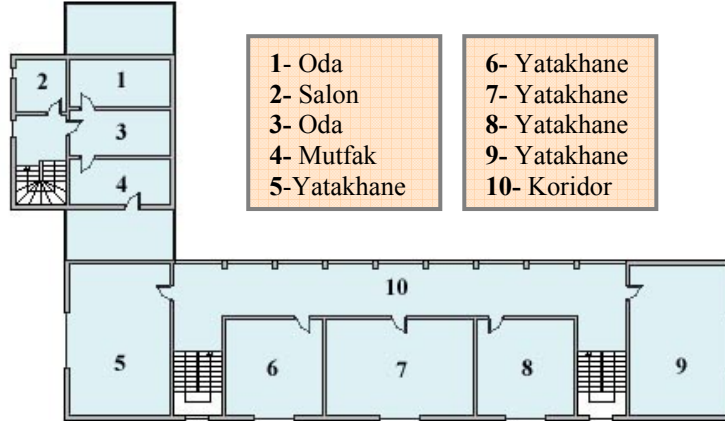 1- Oda
2- Salon
3- Oda
4- Mutfak
5-Yatakhane
6- Yatakhane
7- Yatakhane
8- Yatakhane
9- Yatakhane
10- Koridor
2
1
3
4
10
5
6
7
8
9